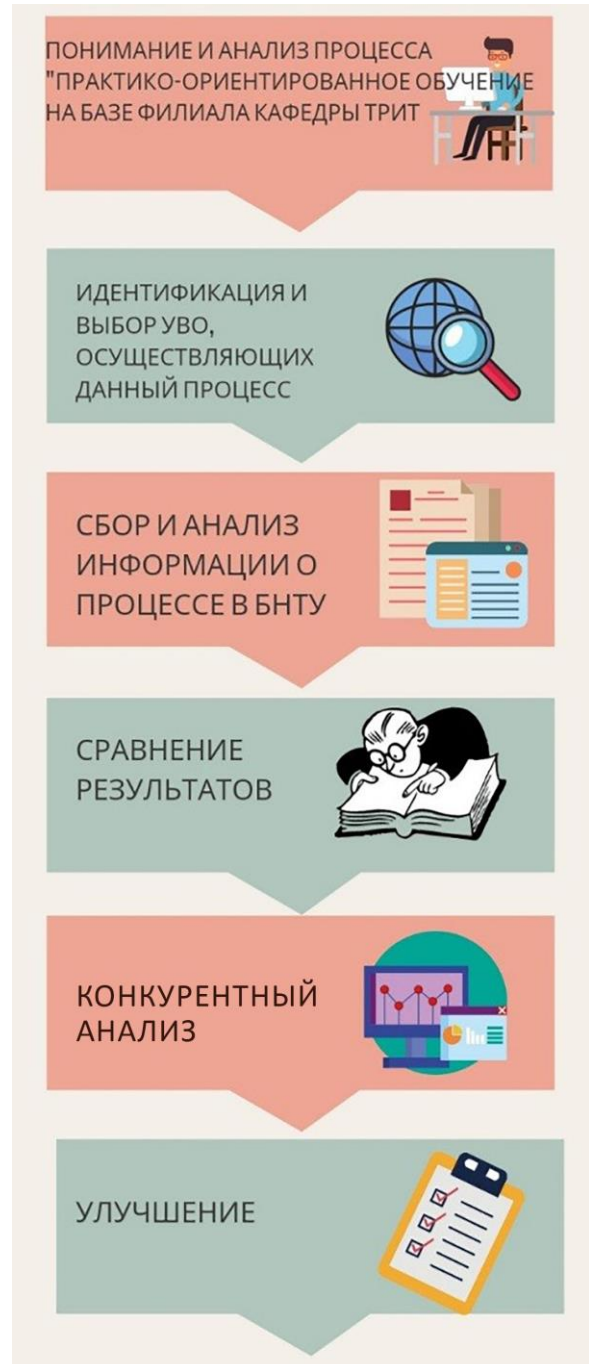 ПОНИМАНИЕ И АНАЛИЗ ПРОЦЕССА
"ПРАКТИКО-ОРИЕНТИРОВАННОЕ ОБУЧЕНИЕ
НА БАЗЕ ФИЛИАЛА КАФЕДРЫ ТРИТ
ИДЕНТИФИКАЦИЯ И
ВЫБОР УВО,
ОСУЩЕСТВЛЯЮЩИХ
ДАННЫЙ ПРОЦЕСС
СБОР И АНАЛИЗ
ИНФОРМАЦИИ О
ПРОЦЕССЕ В БНТУ
СРАВНЕНИЕ
РЕЗУЛЬТАТОВ
КОНКУРЕНТНЫЙ
АНАЛИЗ
УЛУЧШЕНИЕ